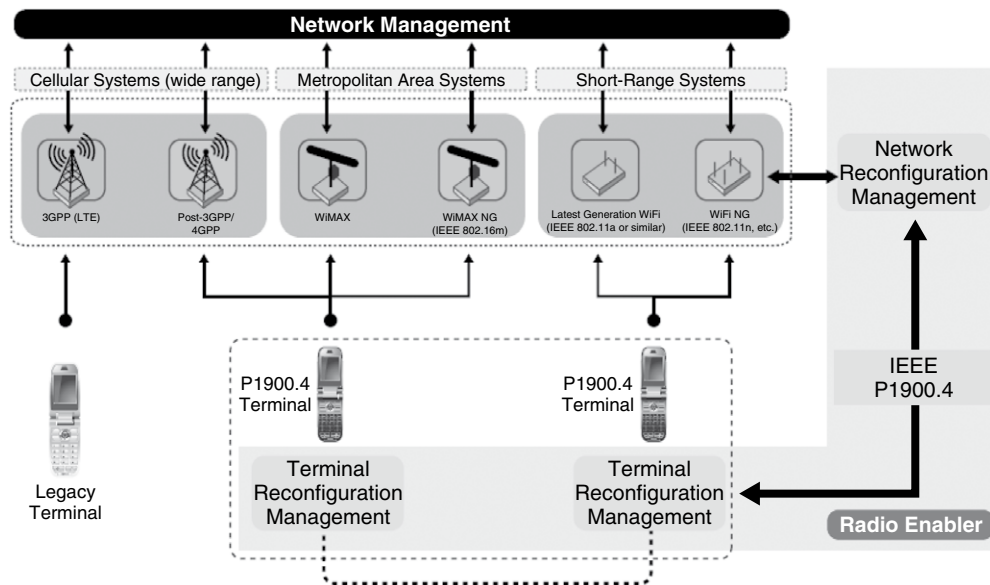 Network Management
Cellular Systems (wide range)
Metropolitan Area Systems
Short-Range Systems
3GPP (LTE)
Post-3GPP/
4GPP
WiMAX
WiMAX NG
(IEEE 802.16m)
Latest Generation WiFi
(IEEE 802.11a or similar)
WiFi NG
(IEEE 802.11n, etc.)
Network
Reconfiguration
Management
IEEE
P1900.4
P1900.4
Terminal
P1900.4
Terminal
Legacy
Terminal
Terminal
Reconfiguration
Management
Terminal
Reconfiguration
Management
Radio Enabler